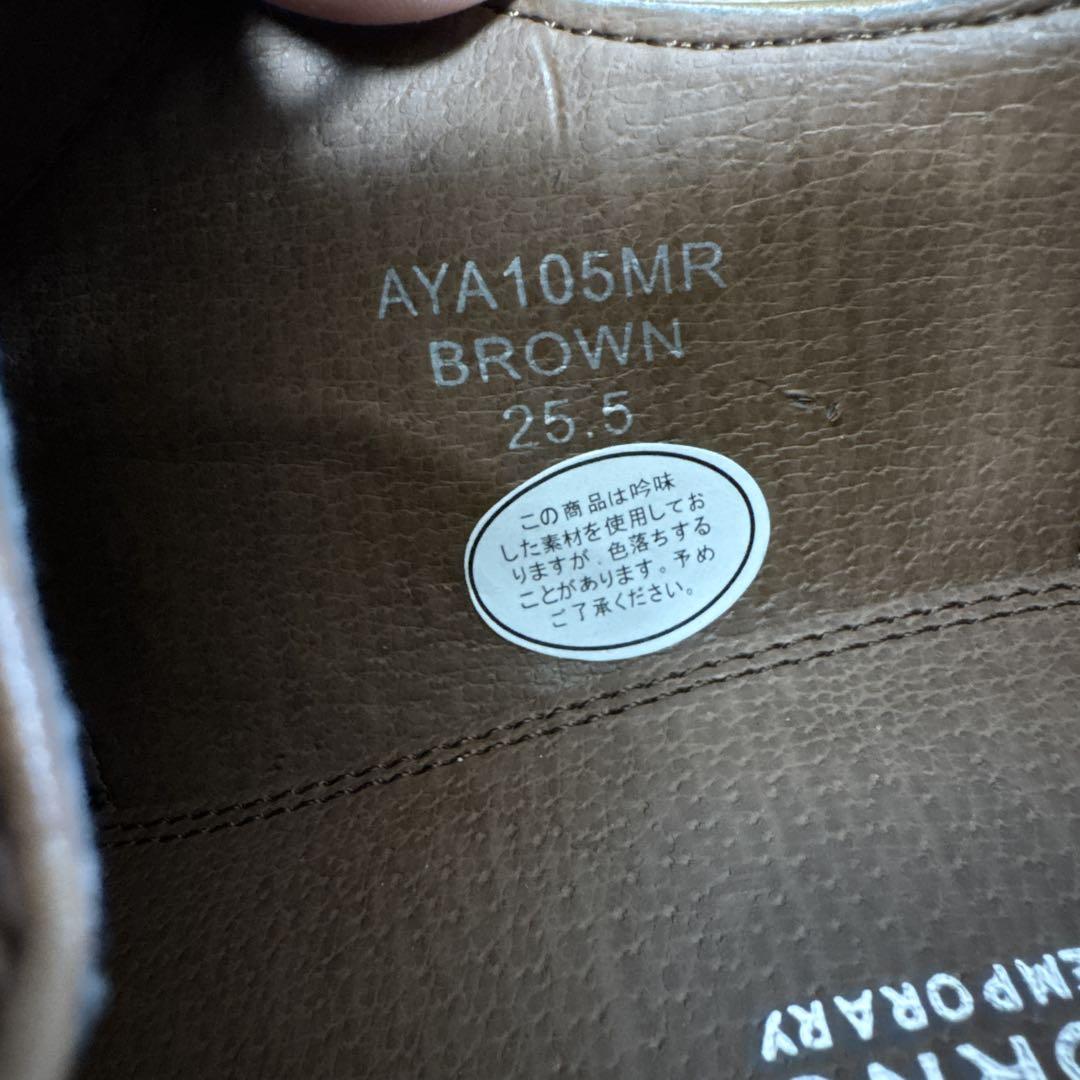 AYA105MR
BROWN
25.5
この商品は吟味
した素材を使用してお
りますが、色落ちする
ことがあります。予め
ご了承ください。